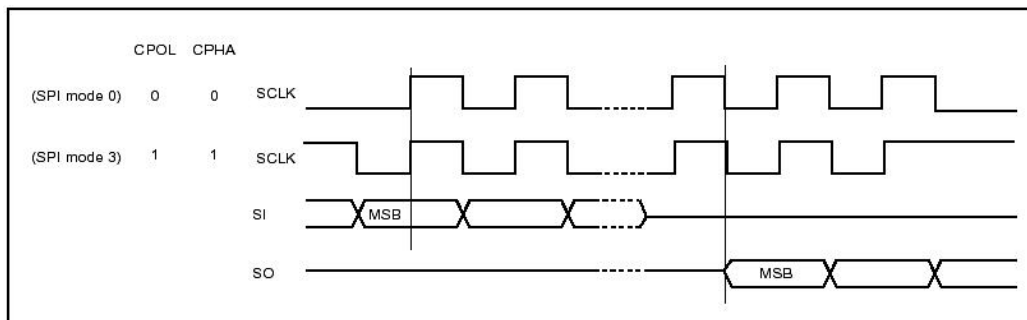 CPOL CPHA
(SPI mode 0) 0 0 SCLK
(SPI mode 3) 1 1 SCLK
SI MSB
SO MSB